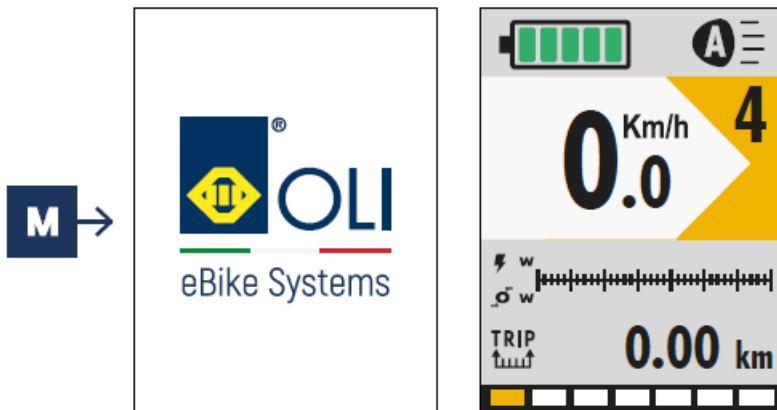 M
®
OLI
eBike Systems
A
4
Km/h
0.0
W
W
TRIP
0.00 km